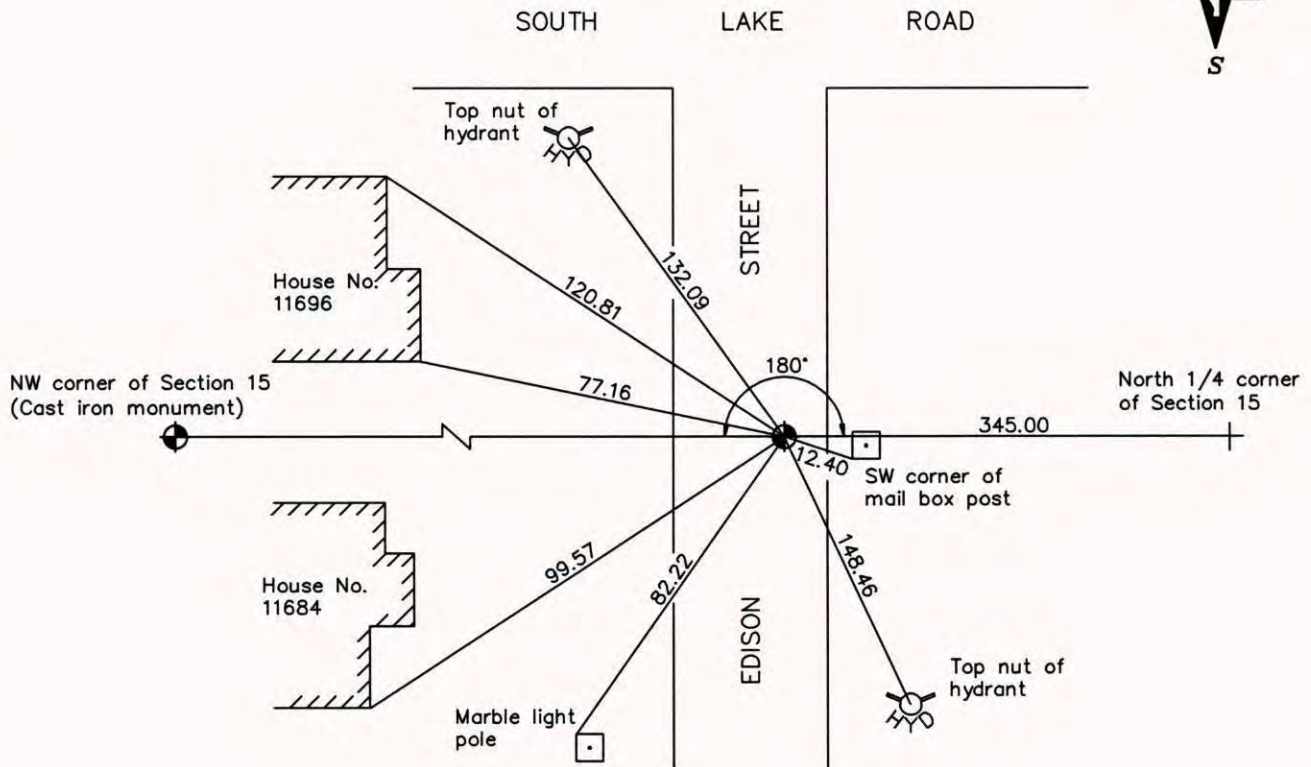 SOUTH LAKE ROAD
S
Top nut of
hydrant
HYD
STREET
132.09
120.81
House No.
11696
77.16
180°
NW corner of Section 15
(Cast iron monument)
North 1/4 corner
of Section 15
345.00
12.40
SW corner of
mail box post
99.57
82.22
148.46
House No.
11684
EDISON
Top nut of
hydrant
HYD
Marble light
pole